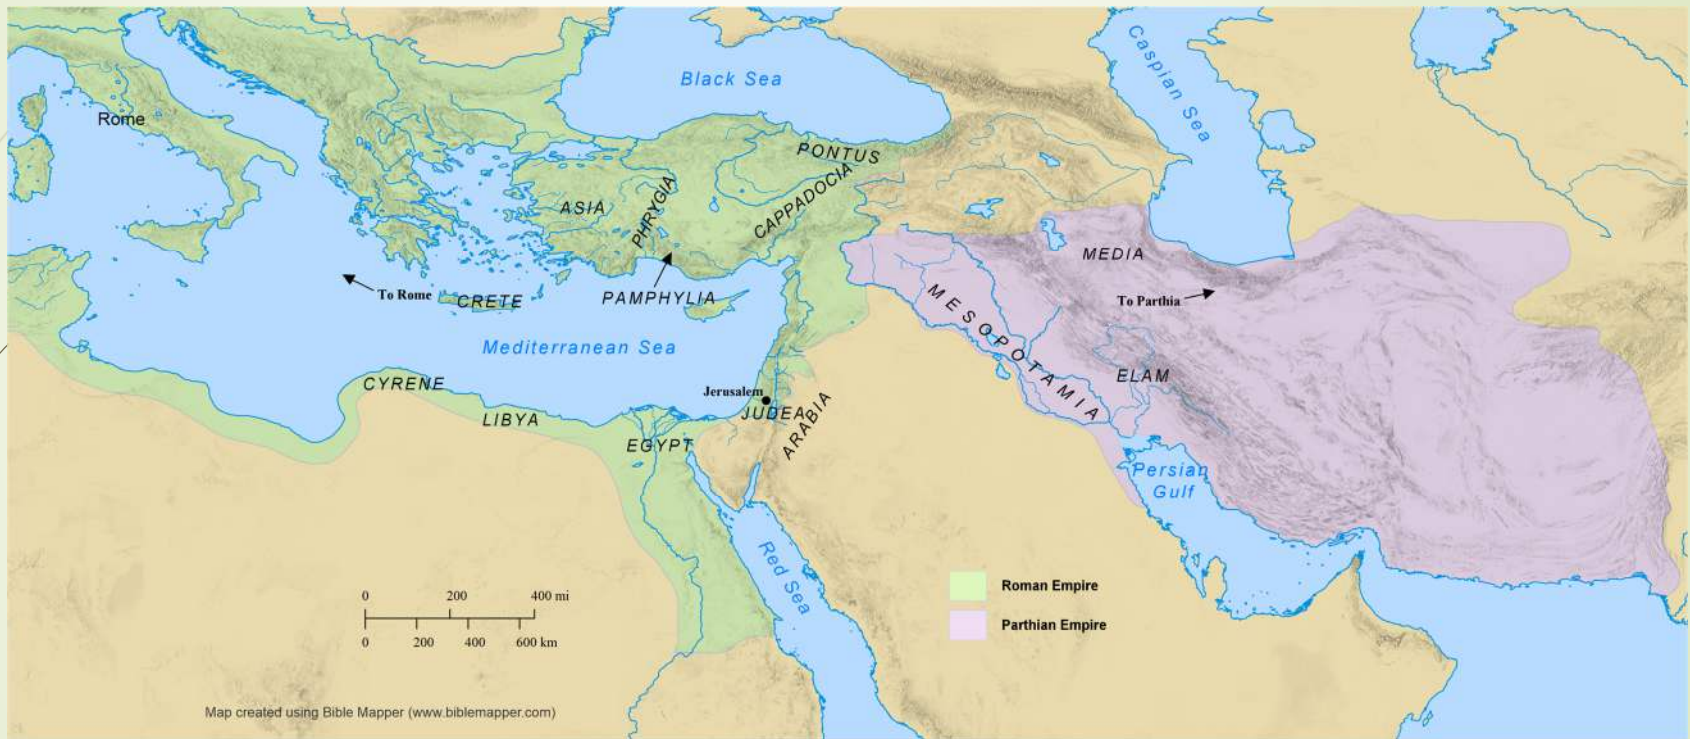 Black Sea
Caspian Sea
Rome
PONTUS
CAPPADOCIA
PHRYGIA
ASIA
MEDIA
To Rome
CRETE
PAMPHYLIA
To Parthia
MESOPOTAMIA
Mediterranean Sea
ELAM
CYRENE
Jerusalem
JUDEA
LIBYA
ARABIA
EGYPT
Persian
Gulf
Red Sea
0 200 400 mi
0 200 400 600 km
Roman Empire
Parthian Empire
Map created using Bible Mapper (www.biblemapper.com)